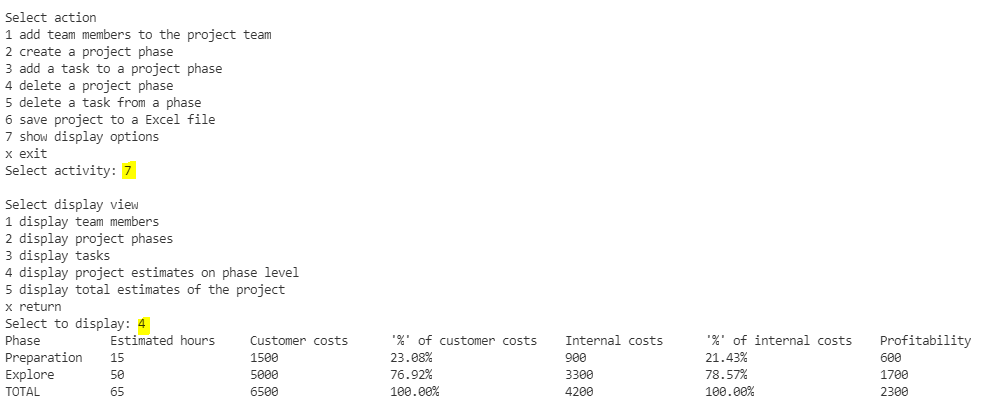 Select action
1 add team members to the project team
2 create a project phase
3 add a task to a project phase
4 delete a project phase
5 delete a task from a phase
6 save project to a Excel file
7 show display options
x exit
Select activity: 7
Select display view
1 display team members
2 display project phases
3 display tasks
4 display project estimates on phase level
5 display total estimates of the project
x return
Select to display: 4
Phase Estimated hours Customer costs '%' of customer costs Internal costs '%' of internal costs Profitability
Preparation 15 1500 23.08% 900 21.43% 600
Explore 50 5000 76.92% 3300 78.57% 1700
TOTAL 65 6500 100.00% 4200 100.00% 2300